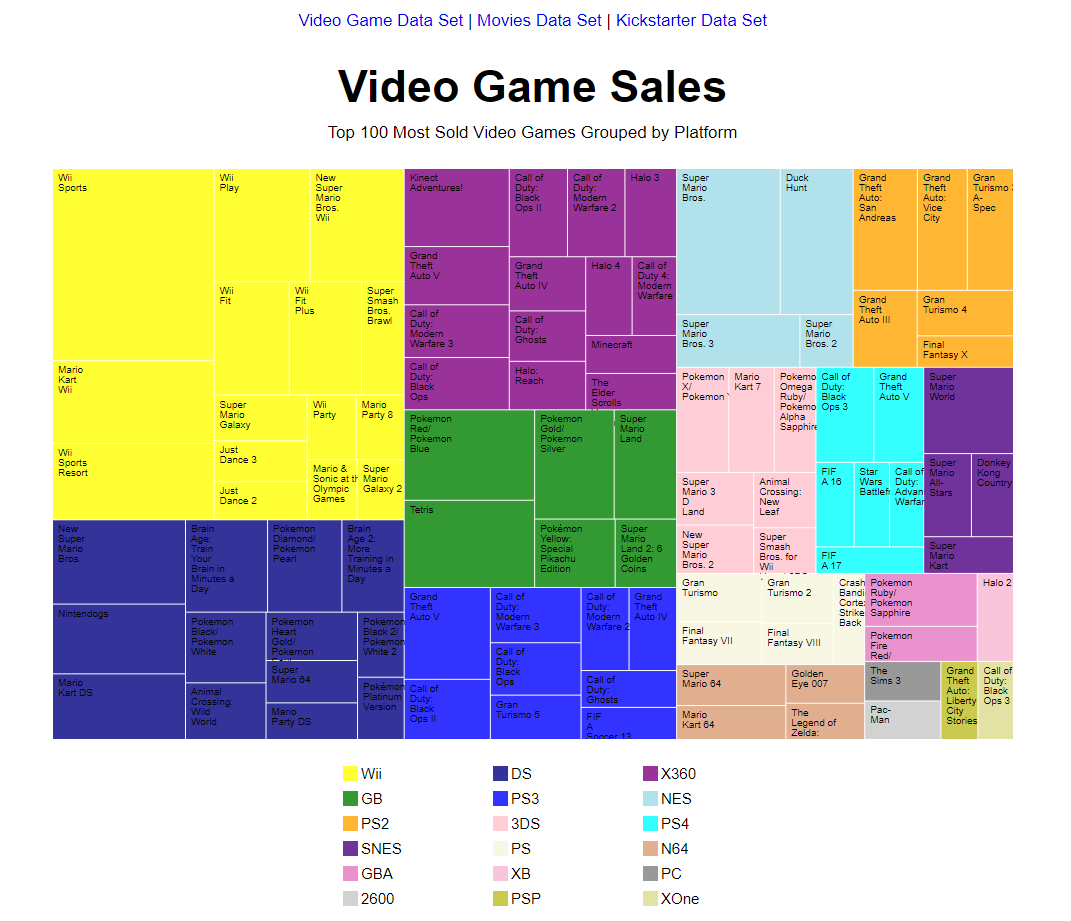 Video Game Data Set | Movies Data Set | Kickstarter Data Set
Video Game Sales
Top 100 Most Sold Video Games Grouped by Platform
Wii
Sports
Mario
Kart
Wii
Wii
Sports
Resort
Wii
Play
New
Super
Mario
Bros.
Wii
Wii
Fit
Wii
Fit
Plus
Super
Smash
Bros.
Brawl
Super
Mario
Galaxy
Just
Dance 3
Just
Dance 2
Wii
Party
Mario
Party 8
Mario &
Sonic at th
Olympic
Games
Super
Mario
Galaxy 2
New
Super
Mario
Bros.
Nintendogs
Mario
Kart DS
Brain
Age:
Train
Your
Brain in
Minutes a
Day
Pokemon
Diamond/
Pokemon
Pearl
Brain
Age 2:
More
Training in
Minutes a
Day
Pokemon
Black/
Pokemon
White
Animal
Crossing:
Wild
World
Pokemon
Heart
Gold/
Pokemon
Super
Mario 64
Mario
Party DS
Pokemon
Black 2/
Pokemon
White 2
Pokémon
Platinum
Version
Kinect
Adventures!
Grand
Theft
Auto V
Call of
Duty:
Modern
Warfare 3
Call of
Duty:
Black
Ops
Call of
Duty:
Black
Ops II
Call of
Duty:
Modern
Warfare 2
Halo 3
Grand
Theft
Auto IV
Call of
Duty:
Ghosts
Halo:
Reach
Halo 4
Call of
Duty 4:
Modern
Warfare
Minecraft
The
Elder
Scrolls
Pokemon
Red/
Pokemon
Blue
Tetris
Pokemon
Gold/
Pokemon
Silver
Super
Mario
Land
Pokémon
Yellow:
Special
Pikachu
Edition
Super
Mario
Land 2: 6
Golden
Coins
Grand
Theft
Auto V
Call of
Duty:
Black
Ops II
Call of
Duty:
Modern
Warfare 3
Call of
Duty:
Black
Ops
Gran
Turismo 5
Call of
Duty:
Modern
Warfare 2
Grand
Theft
Auto IV
Call of
Duty:
Ghosts
FIF
A
Soccer 13
Super
Mario
Bros.
Duck
Hunt
Super
Mario
Bros. 3
Super
Mario
Bros. 2
Grand
Theft
Auto:
San
Andreas
Grand
Theft
Auto:
Vice
City
Gran
Turismo 3
A-
Spec
Grand
Theft
Auto III
Gran
Turismo 4
Final
Fantasy X
Pokemon
X/
Pokemon
Mario
Kart 7
Pokemo
Omega
Ruby/
Pokemo
Alpha
Sapphire
Super
Mario 3
D
Land
New
Super
Mario
Bros. 2
Animal
Crossing:
New
Leaf
Super
Smash
Bros. for
Wii
Call of
Duty:
Black
Ops 3
Grand
Theft
Auto V
FIF
A 16
Star
Wars
Battlefr
Call of
Duty:
Advan
Warfar
FIF
A 17
Super
Mario
World
Super
Mario
All-
Stars
Donkey
Kong
Country
Super
Mario
Kart
Gran
Turismo
Final
Fantasy VII
Gran
Turismo 2
Final
Fantasy VIII
Crash
Bandi
Cortex
Strike
Back
Super
Mario 64
Mario
Kart 64
Golden
Eye 007
The
Legend of
Zelda:
Pokemon
Ruby/
Pokemon
Sapphire
Pokemon
Fire
Red/
Halo 2
The
Sims 3
Pac-
Man
Grand
Theft
Auto:
Liberty
City
Stories
Call of
Duty:
Black
Ops 3
Wii
DS
X360
GB
PS3
NES
PS2
3DS
PS4
SNES
PS
N64
GBA
XB
PC
2600
PSP
XOne